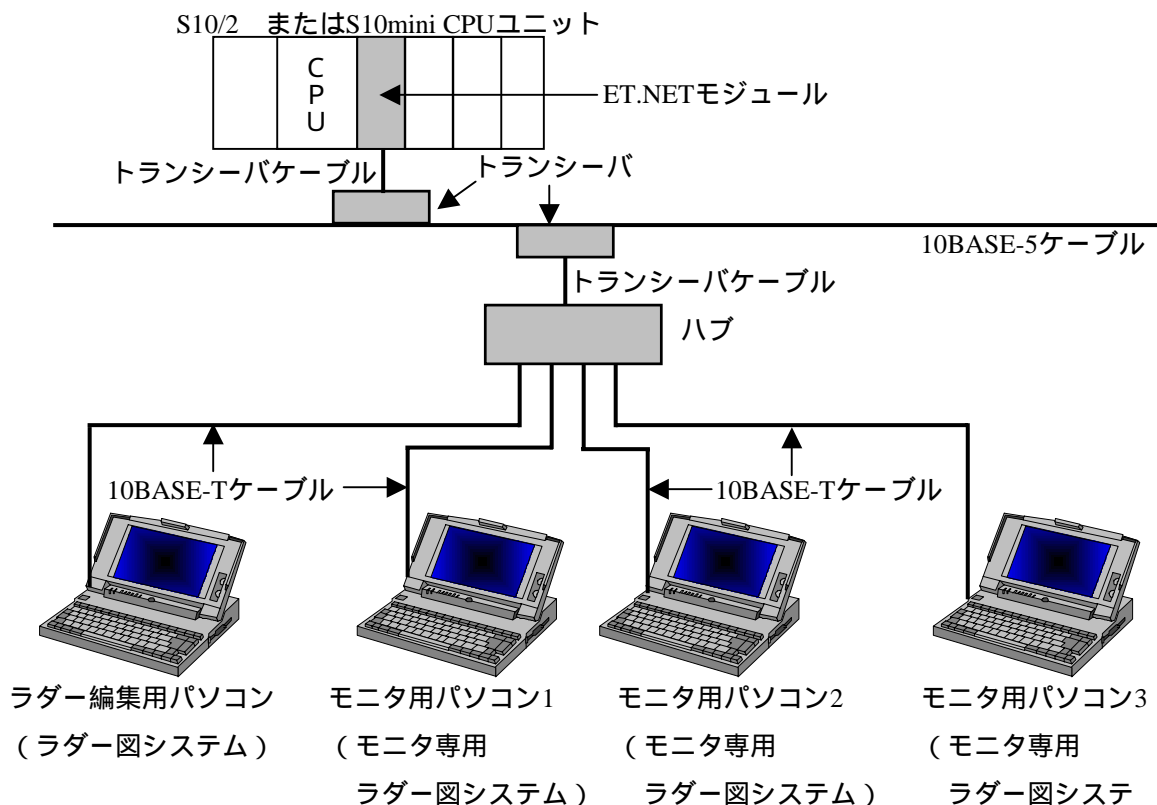 S10/2　またはS10mini CPUユニット
CPU
ET.NETモジュール
トランシーバケーブル
トランシーバ
10BASE-5ケーブル
トランシーバケーブル
ハブ
10BASE-Tケーブル
10BASE-Tケーブル
ラダー編集用パソコン
（ラダー図システム）
モニタ用パソコン1
（モニタ専用
ラダー図システム）
モニタ用パソコン2
（モニタ専用
ラダー図システム）
モニタ用パソコン3
（モニタ専用
ラダー図システ